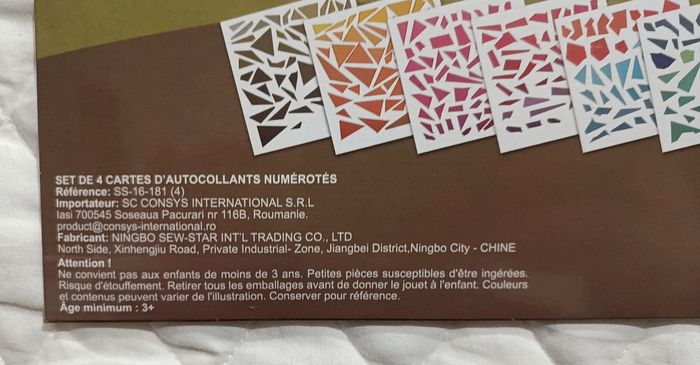 SET DE 4 CARTES D'AUTOCOLLANTS NUMÉROTÉS
Référence: SS-16-181 (4)
Importateur: SC CONSYS INTERNATIONAL S.R.L
Iasi 700545 Soseaua Pacurari nr 116B, Roumanie.
product@consys-international.ro
Fabricant: NINGBO SEW-STAR INT'L TRADING CO., LTD
North Side, Xinhengjiu Road, Private Industrial- Zone, Jiangbei District,Ningbo City - CHINE
Attention !
Ne convient pas aux enfants de moins de 3 ans. Petites pièces susceptibles d'être ingérées.
Risque d'étouffement. Retirer tous les emballages avant de donner le jouet à l'enfant. Couleurs
et contenus peuvent varier de l'illustration. Conserver pour référence.
Âge minimum : 3+